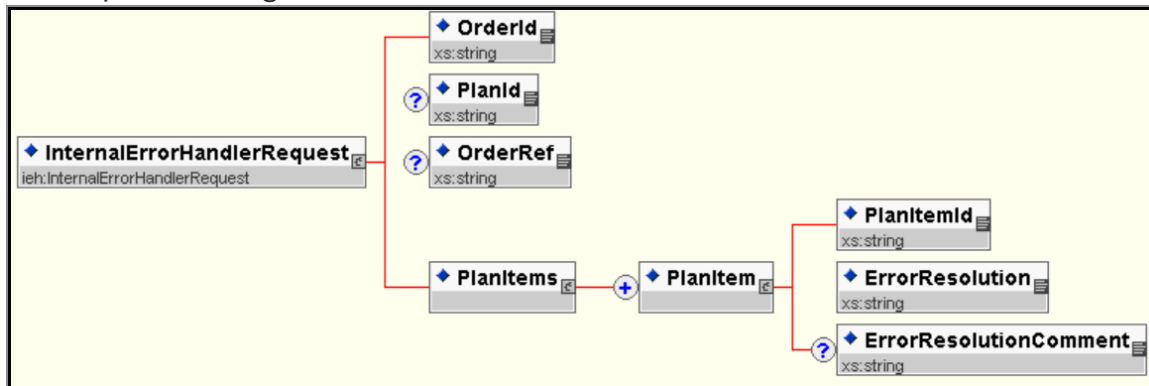 OrderId
xs:string
? PlanId
xs:string
InternalErrorHandlerRequest
ieh:InternalErrorHandlerRequest
? OrderRef
xs:string
PlanItemId
xs:string
PlanItems
+ PlanItem
ErrorResolution
xs:string
? ErrorResolutionComment
xs:string